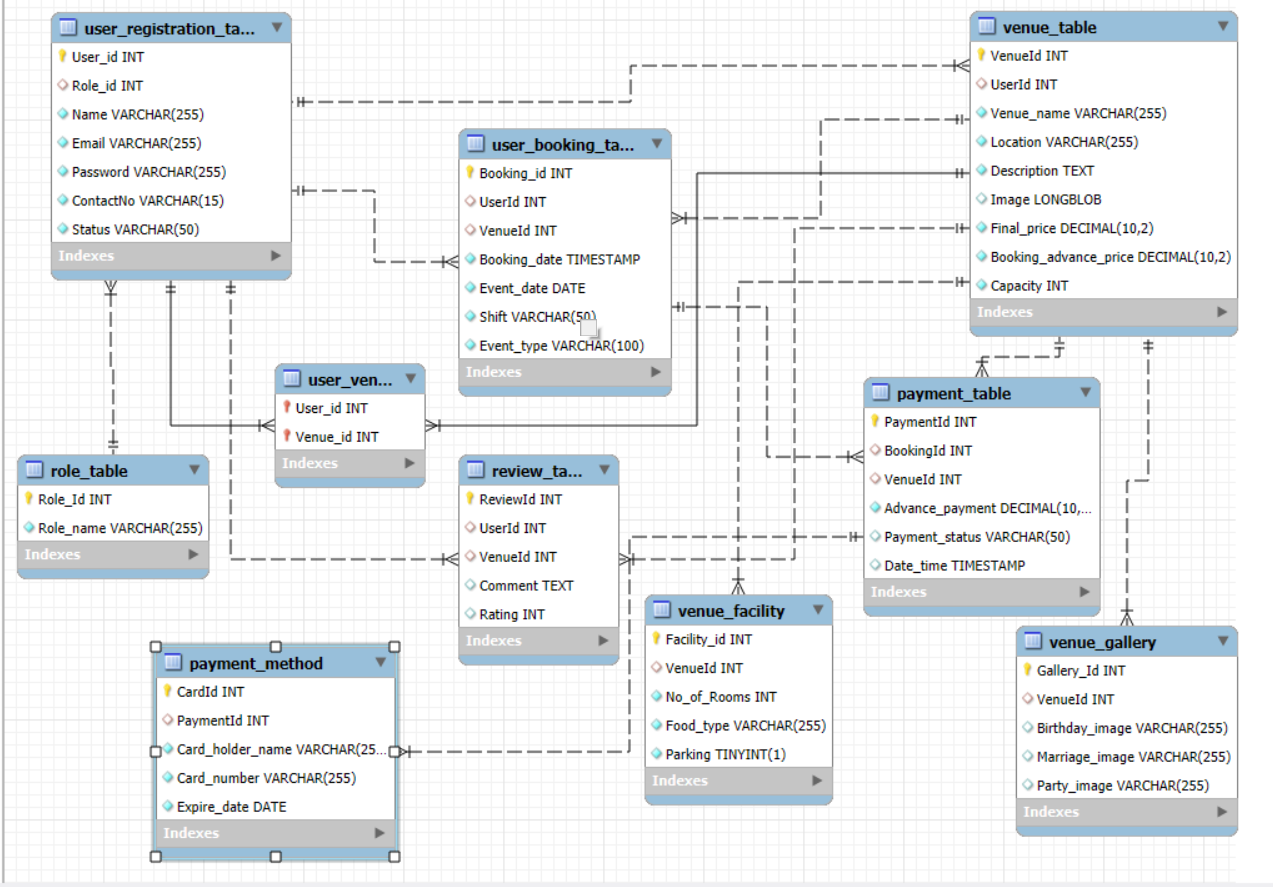 user_registration_ta...
User_id INT
Role_id INT
Name VARCHAR(255)
Email VARCHAR(255)
Password VARCHAR(255)
ContactNo VARCHAR(15)
Status VARCHAR(50)
Indexes
venue_table
VenueId INT
UserId INT
Venue_name VARCHAR(255)
Location VARCHAR(255)
Description TEXT
Image LONGBLOB
Final_price DECIMAL(10,2)
Booking_advance_price DECIMAL(10,2)
Capacity INT
Indexes
user_booking_ta...
Booking_id INT
UserId INT
VenueId INT
Booking_date TIMESTAMP
Event_date DATE
Shift VARCHAR(50)
Event_type VARCHAR(100)
Indexes
user_ven...
User_id INT
Venue_id INT
Indexes
payment_table
PaymentId INT
BookingId INT
VenueId INT
Advance_payment DECIMAL(10,...
Payment_status VARCHAR(50)
Date_time TIMESTAMP
Indexes
role_table
Role_Id INT
Role_name VARCHAR(255)
Indexes
review_ta...
ReviewId INT
UserId INT
VenueId INT
Comment TEXT
Rating INT
Indexes
venue_facility
Facility_id INT
VenueId INT
No_of_Rooms INT
Food_type VARCHAR(255)
Parking TINYINT(1)
Indexes
venue_gallery
Gallery_Id INT
VenueId INT
Birthday_image VARCHAR(255)
Marriage_image VARCHAR(255)
Party_image VARCHAR(255)
Indexes
payment_method
CardId INT
PaymentId INT
Card_holder_name VARCHAR(25...
Card_number VARCHAR(255)
Expire_date DATE
Indexes